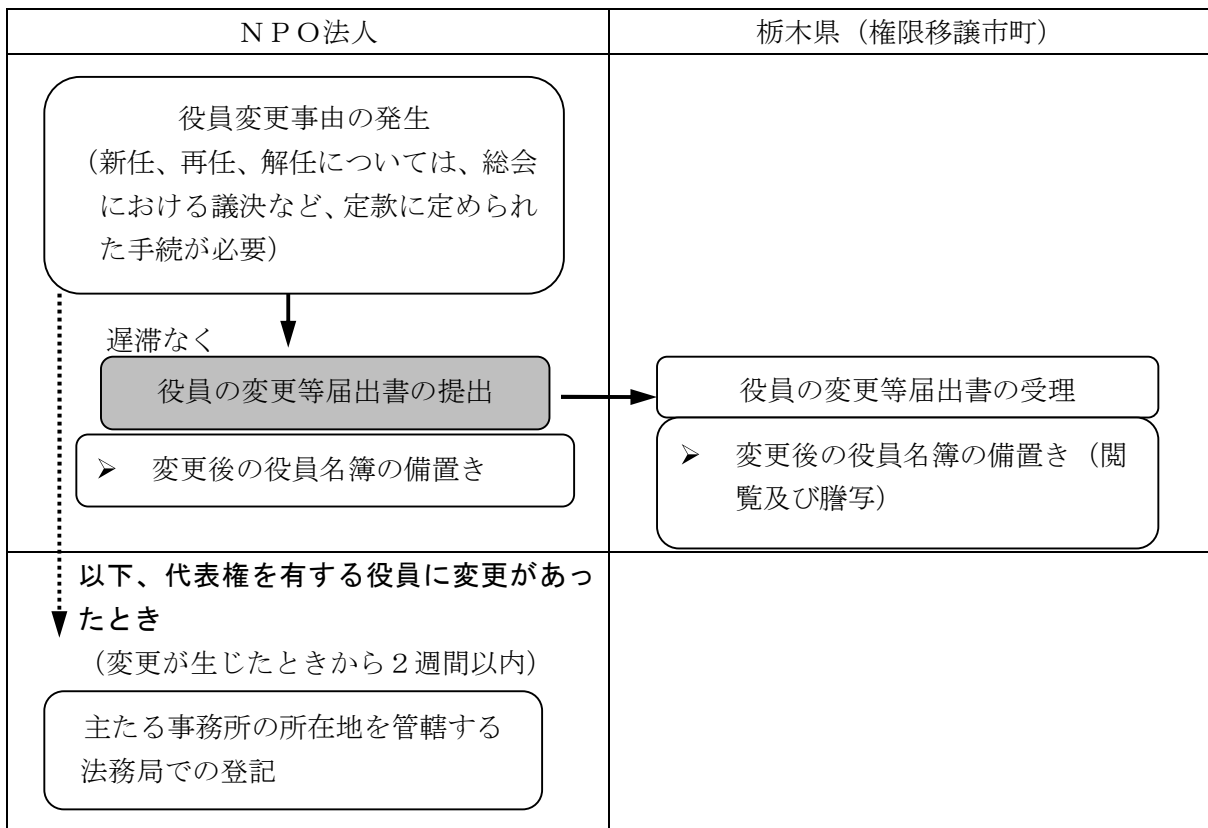 ＮＰＯ法人
栃木県（権限移譲市町）
役員変更事由の発生
（新任、再任、解任については、総会
における議決など、定款に定められ
た手続が必要）
遅滞なく
役員の変更等届出書の提出
役員の変更等届出書の受理
➢ 変更後の役員名簿の備置き
➢ 変更後の役員名簿の備置き（閲
覧及び謄写）
以下、代表権を有する役員に変更があっ
たとき
（変更が生じたときから２週間以内）
主たる事務所の所在地を管轄する
法務局での登記